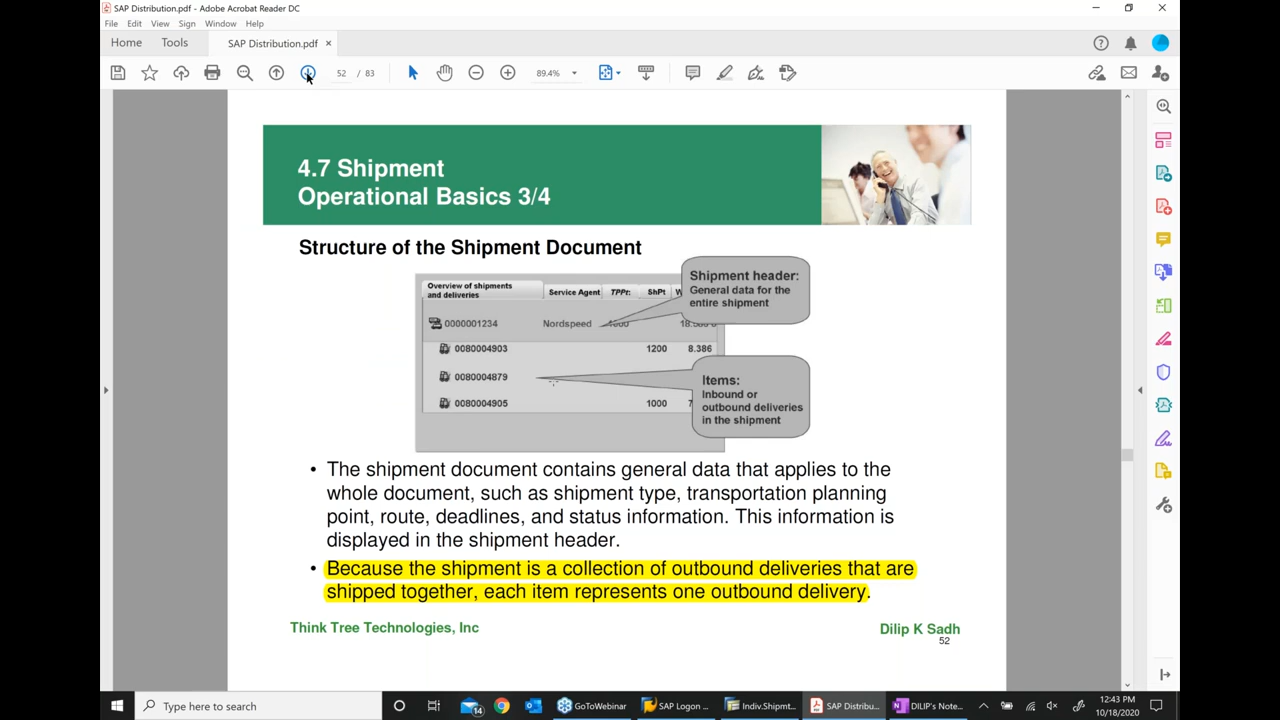 SAP Distribution.pdf - Adobe Acrobat Reader DC
File Edit View Sign Window Help
Home Tools SAP Distribution.pdf ×
52 / 83 89.4%
4.7 Shipment
Operational Basics 3/4
Structure of the Shipment Document
Overview of shipments
and deliveries
Service Agent TPPt: ShPt
0000001234 Nordspeed
0080004903 1200 8.386
0080004879
0080004905 1000
Shipment header:
General data for the
entire shipment
Items:
Inbound or
outbound deliveries
in the shipment
• The shipment document contains general data that applies to the
whole document, such as shipment type, transportation planning
point, route, deadlines, and status information. This information is
displayed in the shipment header.
• Because the shipment is a collection of outbound deliveries that are
shipped together, each item represents one outbound delivery.
Think Tree Technologies, Inc
Dilip K Sadh
52
Type here to search
14
GoToWebinar
SAP Logon ...
Indiv.Shipmt...
SAP Distribu...
DILIP's Note...
12:43 PM
10/18/2020